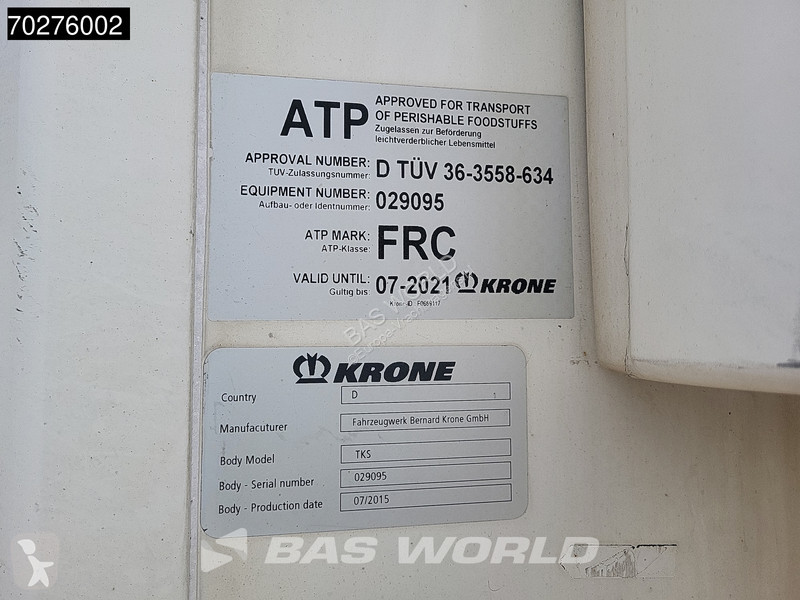 70276002
ATP
APPROVED FOR TRANSPORT
OF PERISHABLE FOODSTUFFS
Zugelassen zur Beförderung
leichtverderblicher Lebensmittel
APPROVAL NUMBER: D TÜV 36-3558-634
TÜV-Zulassungsnummer:
EQUIPMENT NUMBER: 029095
Aufbau- oder Identnummer:
ATP MARK: FRC
ATP-Klasse:
VALID UNTIL: 07-2021 KRONE
Gültig bis:
BAS WORLD
KRONE
Country D
Manufacuturer Fahrzeugwerk Bernard Krone GmbH
Body Model TKS
Body - Serial number 029095
Body - Production date 07/2015
BAS WORLD